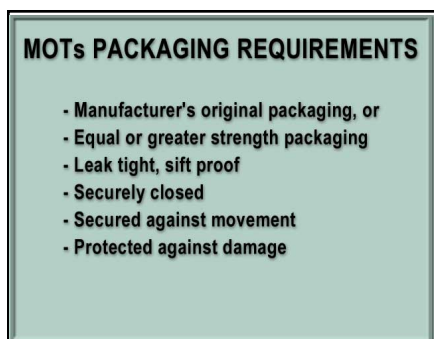 MOTs PACKAGING REQUIREMENTS
- Manufacturer's original packaging, or
- Equal or greater strength packaging
- Leak tight, sift proof
- Securely closed
- Secured against movement
- Protected against damage